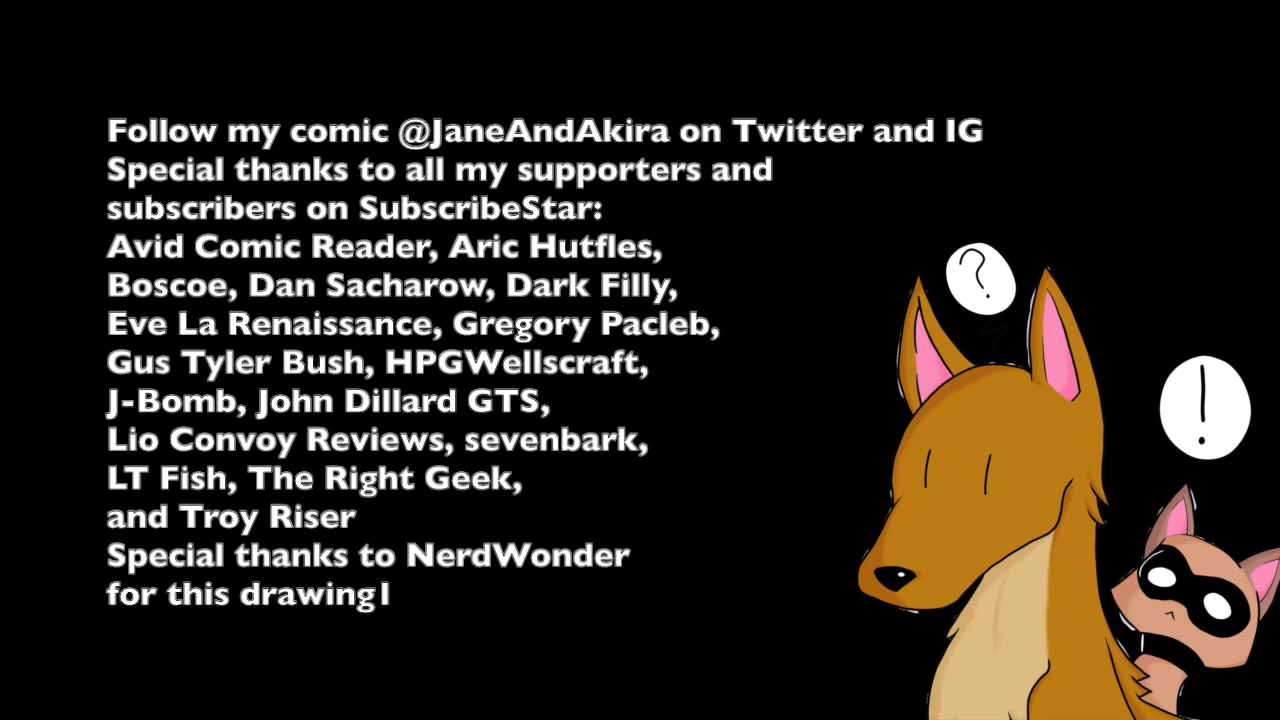 Follow my comic @JaneAndAkira on Twitter and IG
Special thanks to all my supporters and
subscribers on SubscribeStar:
Avid Comic Reader, Aric Hutfles,
Boscoe, Dan Sacharow, Dark Filly,
Eve La Renaissance, Gregory Pacleb,
Gus Tyler Bush, HPGWellscraft,
J-Bomb, John Dillard GTS,
Lio Convoy Reviews, sevenbark,
LT Fish, The Right Geek,
and Troy Riser
Special thanks to NerdWonder
for this drawing1
?
!